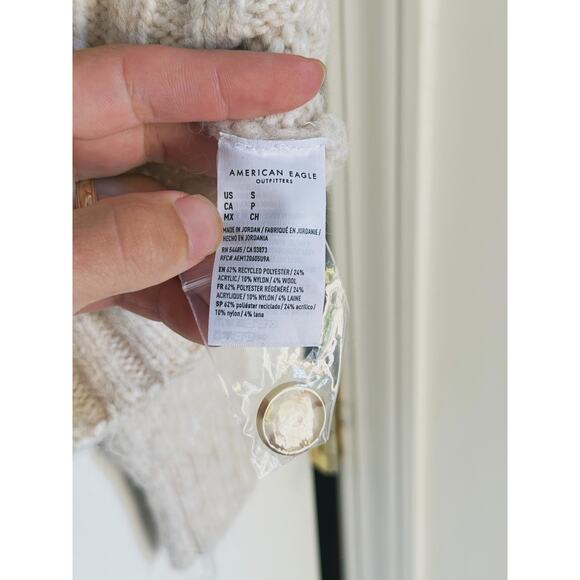 AMERICAN EAGLE
OUTFITTERS
US S
CA P
MX CH
MADE IN JORDAN / FABRIQUÉ EN JORDANIE /
HECHO EN JORDANIA
RN 54485 / CA 03873
RFC# AEM120605U9A
EN 62% RECYCLED POLYESTER / 24%
ACRYLIC / 10% NYLON / 4% WOOL
FR 62% POLYESTER RÉGÉNÉRÉ / 24%
ACRYLIQUE / 10% NYLON / 4% LAINE
SP 62% poliéster reciclado / 24% acrílico /
10% nylon / 4% lana